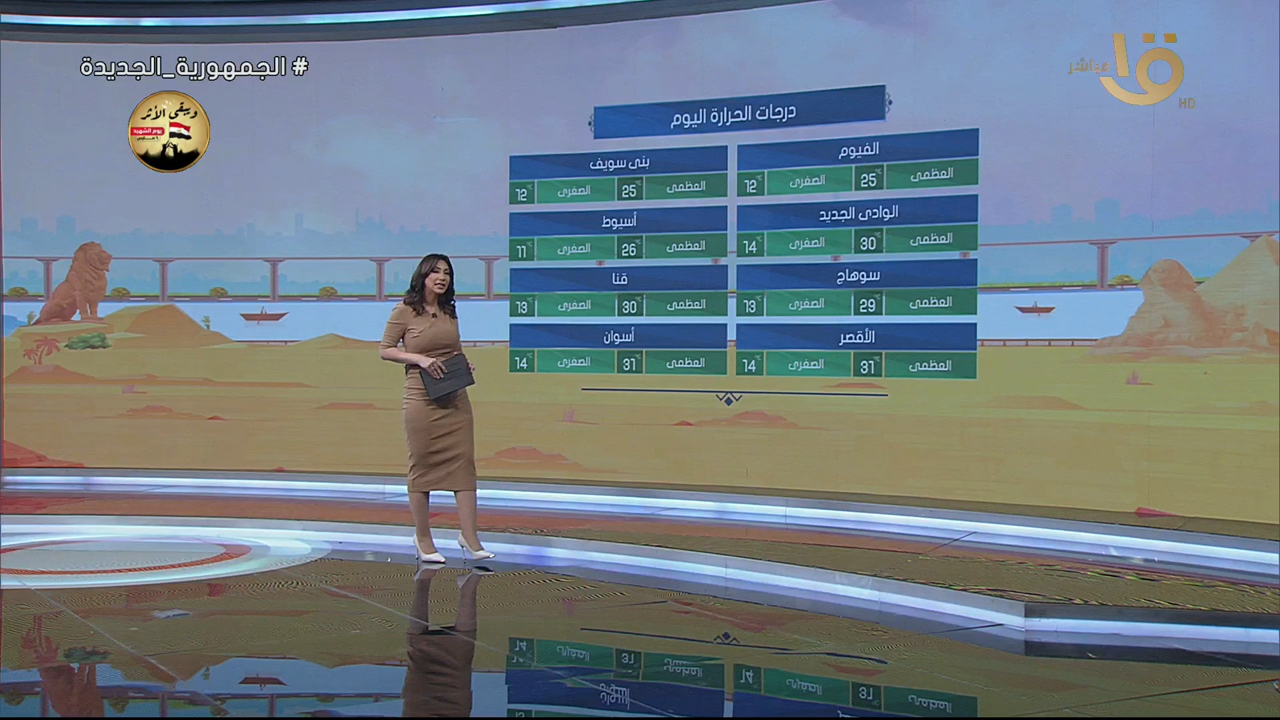 # الجمهورية_الجديدة
ويبقى الأثر
يوم الشهيد
مباشر
HD
درجات الحرارة اليوم
الفيوم
العظمى 25°C الصغرى 12°C
بنى سويف
العظمى 25°C الصغرى 12°C
الوادى الجديد
العظمى 30°C الصغرى 14°C
أسيوط
العظمى 26°C الصغرى 11°C
سوهاج
العظمى 29°C الصغرى 13°C
قنا
العظمى 30°C الصغرى 13°C
الأقصر
العظمى 31°C الصغرى 14°C
أسوان
العظمى 31°C الصغرى 14°C